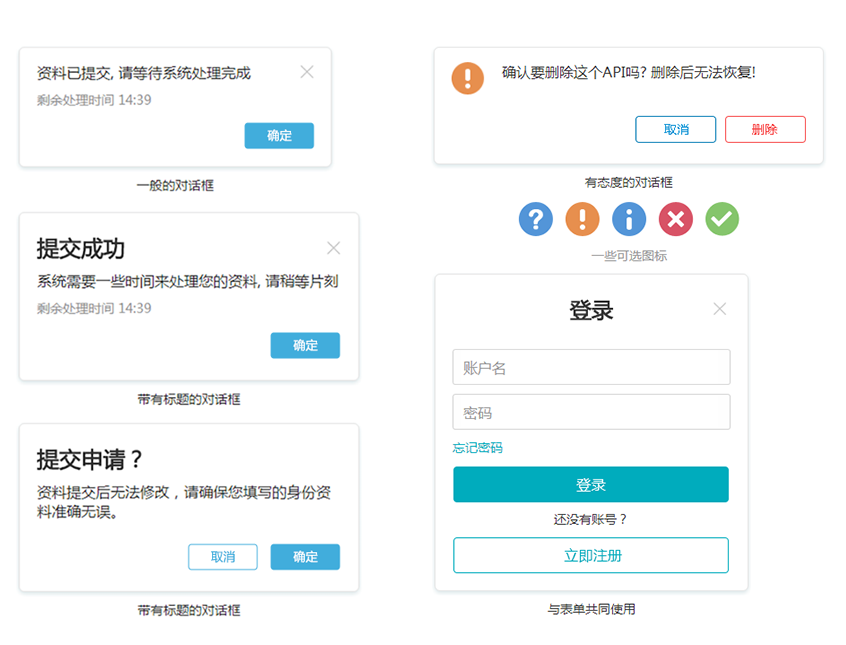 资料已提交, 请等待系统处理完成
剩余处理时间 14:39
确定
一般的对话框
提交成功
系统需要一些时间来处理您的资料, 请稍等片刻
剩余处理时间 14:39
确定
带有标题的对话框
提交申请？
资料提交后无法修改，请确保您填写的身份资
料准确无误。
取消
确定
带有标题的对话框
确认要删除这个API吗? 删除后无法恢复!
取消
删除
有态度的对话框
一些可选图标
登录
账户名
密码
忘记密码
登录
还没有账号？
立即注册
与表单共同使用